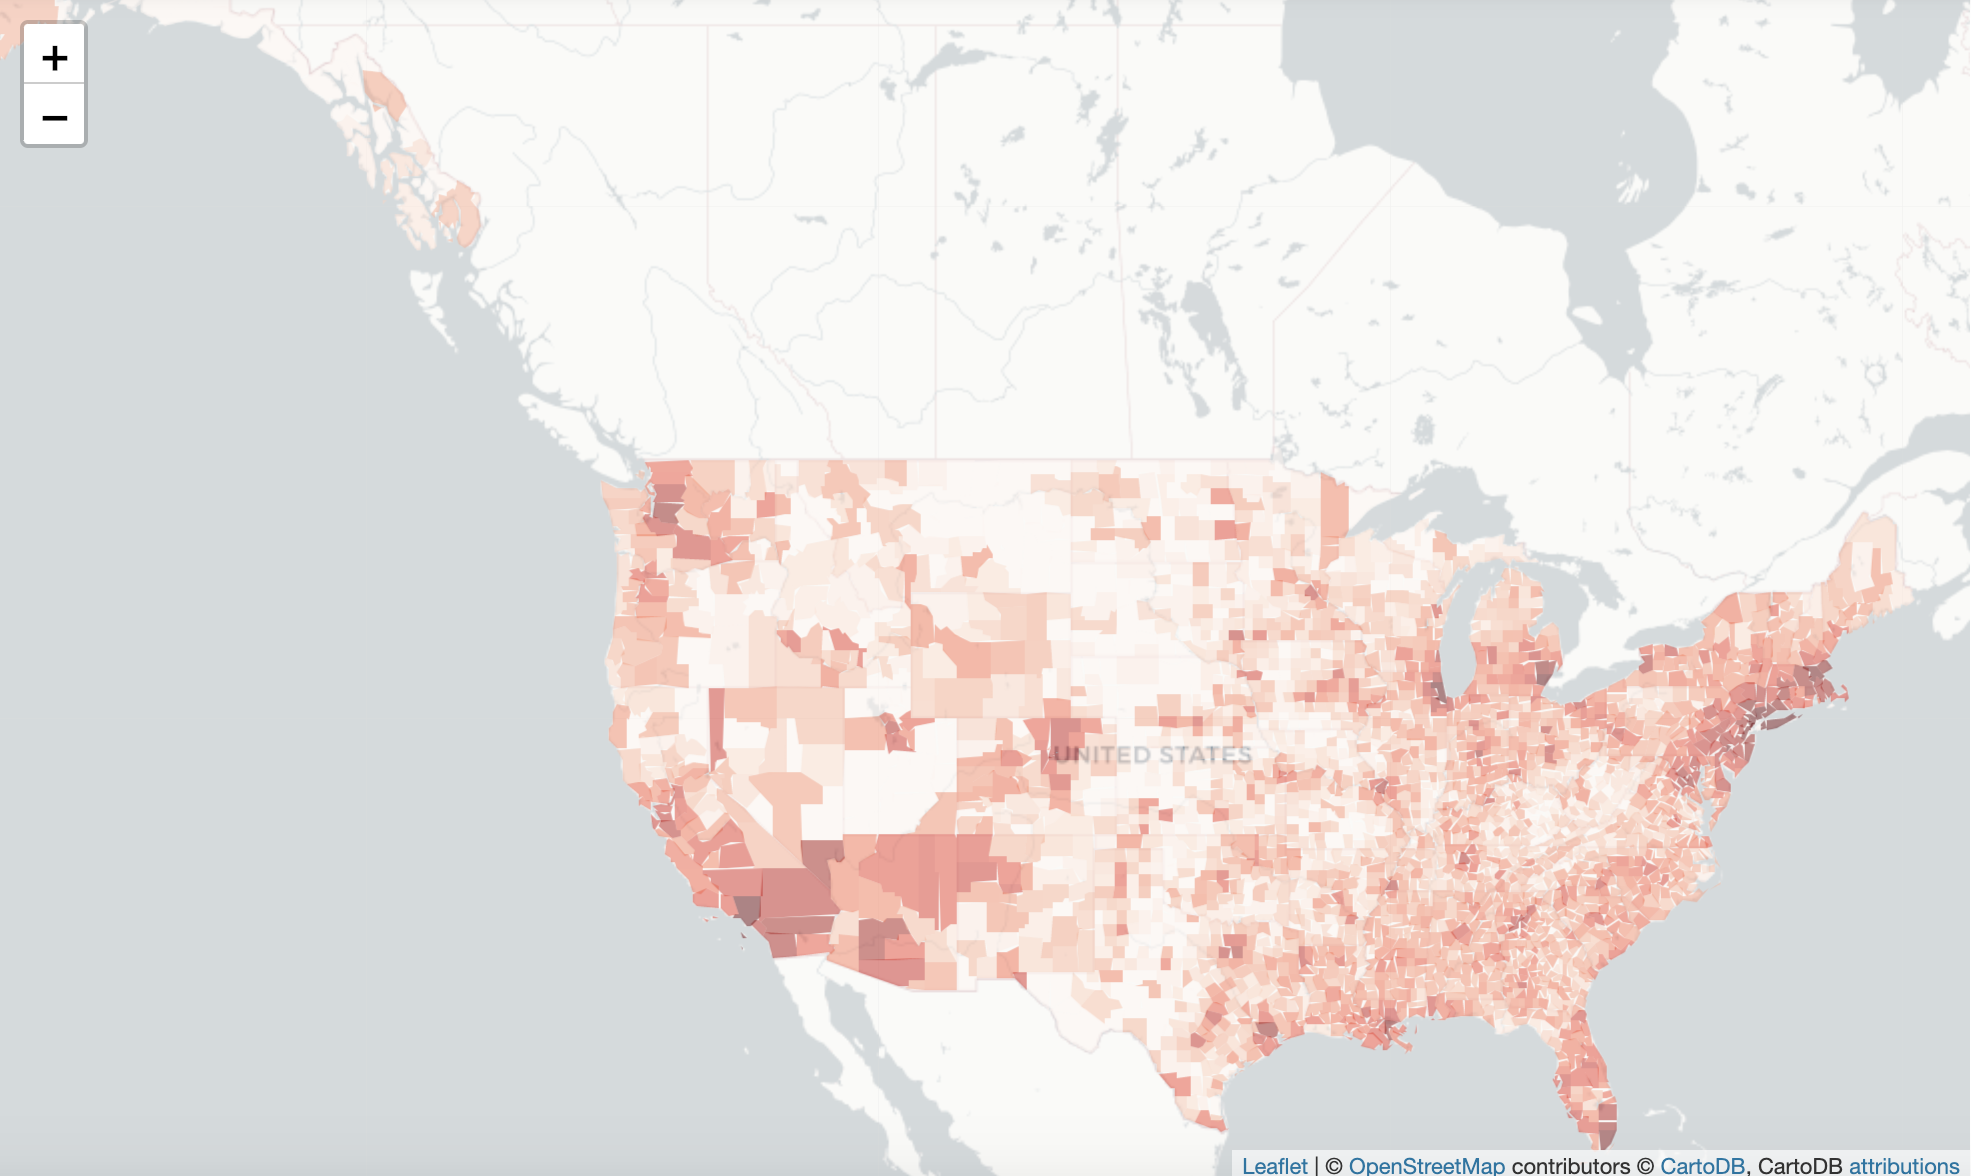 +
−
UNITED STATES
Leaflet | © OpenStreetMap contributors © CartoDB, CartoDB attributions